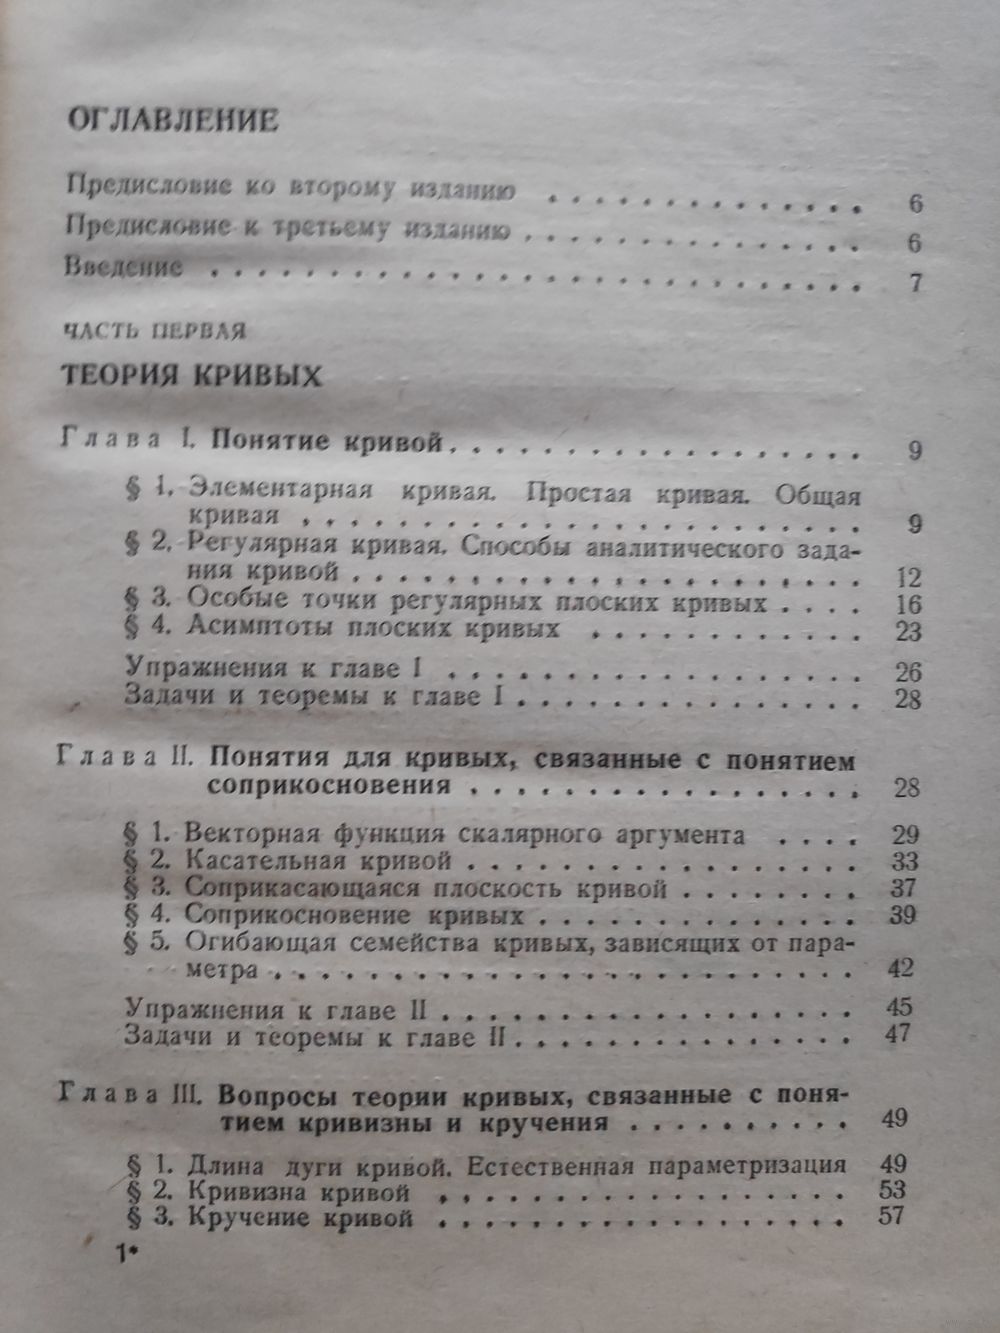 ОГЛАВЛЕНИЕ
Предисловие ко второму изданию . . . . . . . . . . . . . . 6
Предисловие к третьему изданию . . . . . . . . . . . . . . . 6
Введение . . . . . . . . . . . . . . . . . . . . . . . . . . . . 7
ЧАСТЬ ПЕРВАЯ
ТЕОРИЯ КРИВЫХ
Глава I. Понятие кривой . . . . . . . . . . . . . . . . . . 9
§ 1. Элементарная кривая. Простая кривая. Общая
кривая . . . . . . . . . . . . . . . . . . . . . . . . 9
§ 2. Регулярная кривая. Способы аналитического зада-
ния кривой . . . . . . . . . . . . . . . . . . . . . . 12
§ 3. Особые точки регулярных плоских кривых . . . . 16
§ 4. Асимптоты плоских кривых . . . . . . . . . . . . 23
Упражнения к главе I . . . . . . . . . . . . . . . . . . 26
Задачи и теоремы к главе I . . . . . . . . . . . . . . . 28
Глава II. Понятия для кривых, связанные с понятием
соприкосновения . . . . . . . . . . . . . . . . . 28
§ 1. Векторная функция скалярного аргумента . . . . 29
§ 2. Касательная кривой . . . . . . . . . . . . . . . . . 33
§ 3. Соприкасающаяся плоскость кривой . . . . . . . . 37
§ 4. Соприкосновение кривых . . . . . . . . . . . . . . 39
§ 5. Огибающая семейства кривых, зависящих от пара-
метра . . . . . . . . . . . . . . . . . . . . . . . . . 42
Упражнения к главе II . . . . . . . . . . . . . . . . . . 45
Задачи и теоремы к главе II . . . . . . . . . . . . . . . 47
Глава III. Вопросы теории кривых, связанные с поня-
тием кривизны и кручения . . . . . . . . . . 49
§ 1. Длина дуги кривой. Естественная параметризация 49
§ 2. Кривизна кривой . . . . . . . . . . . . . . . . . . 53
§ 3. Кручение кривой . . . . . . . . . . . . . . . . . . 57
1*